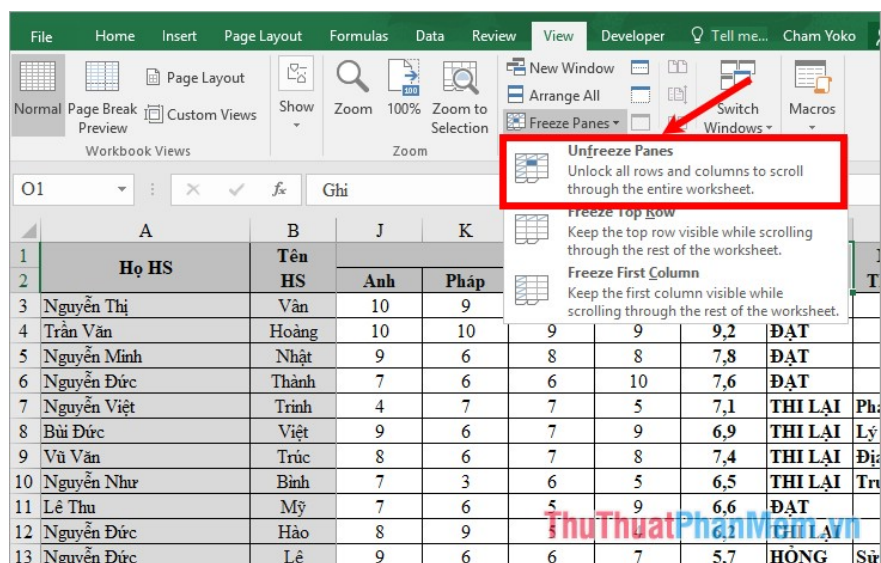 File Home Insert Page Layout Formulas Data Review View Developer Tell me... Cham Yoko
Normal Page Break Preview Page Layout Custom Views
Workbook Views
Show
Zoom 100% Zoom to Selection
Zoom
New Window
Arrange All
Freeze Panes
Switch Windows
Macros
Unfreeze Panes
Unlock all rows and columns to scroll
through the entire worksheet.
Freeze Top Row
Keep the top row visible while scrolling
through the rest of the worksheet.
Freeze First Column
Keep the first column visible while
scrolling through the rest of the worksheet.
O1 fx Ghi
A B J K
1 Họ HS Tên
2 HS Anh Pháp
3 Nguyễn Thị Vân 10 9
4 Trần Văn Hoàng 10 10 9 9 9,2 ĐẠT
5 Nguyễn Minh Nhật 9 6 8 8 7,8 ĐẠT
6 Nguyễn Đức Thành 7 6 6 10 7,6 ĐẠT
7 Nguyễn Việt Trinh 4 7 7 5 7,1 THI LẠI
8 Bùi Đức Việt 9 6 7 9 6,9 THI LẠI Lý
9 Vũ Văn Trúc 8 6 7 8 7,4 THI LẠI
10 Nguyễn Như Bình 7 3 6 5 6,5 THI LẠI
11 Lê Thu Mỹ 7 6 5 9 6,6 ĐẠT
12 Nguyễn Đức Hào 8 9 5 4 6,2 THI LẠI
13 Nguyễn Đức Lê 9 6 6 7 5,7 HỎNG Sử
ThuThuatPhanMem.vn